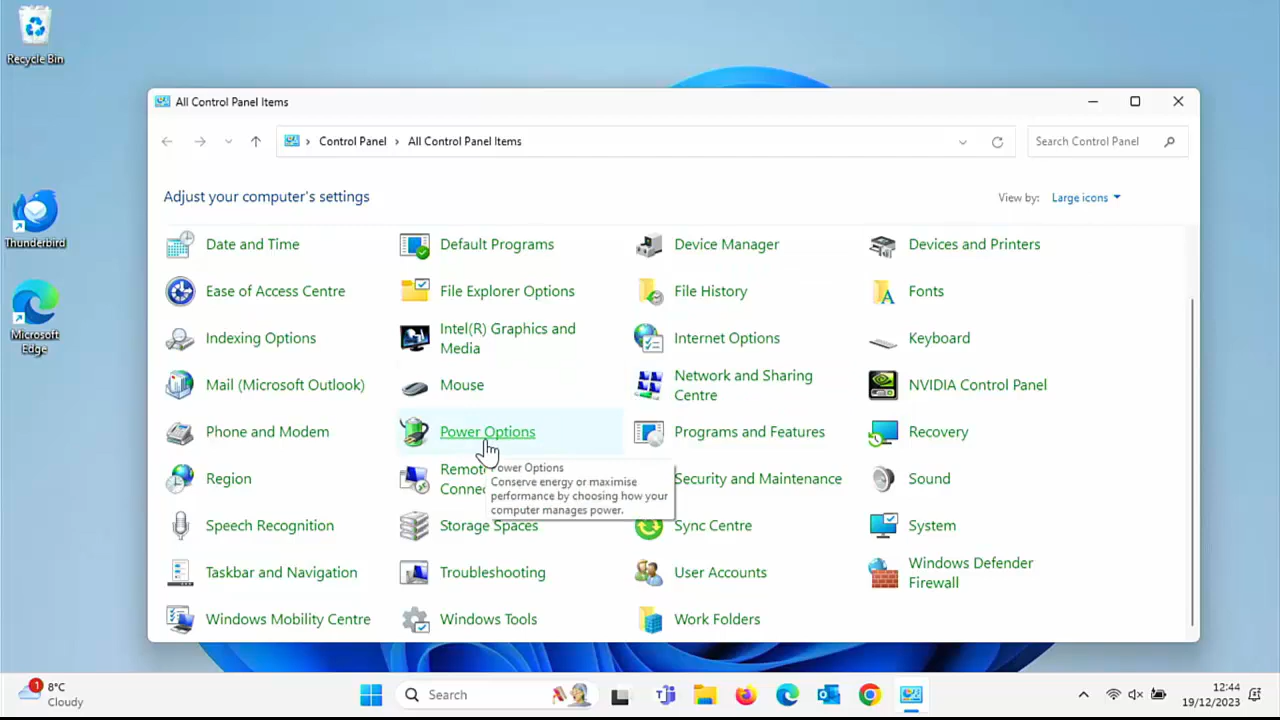 Recycle Bin
Thunderbird
Microsoft
Edge
All Control Panel Items
Control Panel
All Control Panel Items
Search Control Panel
Adjust your computer's settings
View by:
Large icons
Date and Time
Default Programs
Device Manager
Devices and Printers
Ease of Access Centre
File Explorer Options
File History
Fonts
Indexing Options
Intel(R) Graphics and
Media
Internet Options
Keyboard
Mail (Microsoft Outlook)
Mouse
Network and Sharing
Centre
NVIDIA Control Panel
Phone and Modem
Power Options
Programs and Features
Recovery
Region
Power Options
Conserve energy or maximise
performance by choosing how your
computer manages power.
Security and Maintenance
Sound
Speech Recognition
Storage Spaces
Sync Centre
System
Taskbar and Navigation
Troubleshooting
User Accounts
Windows Defender
Firewall
Windows Mobility Centre
Windows Tools
Work Folders
1
8°C
Cloudy
Search
12:44
19/12/2023